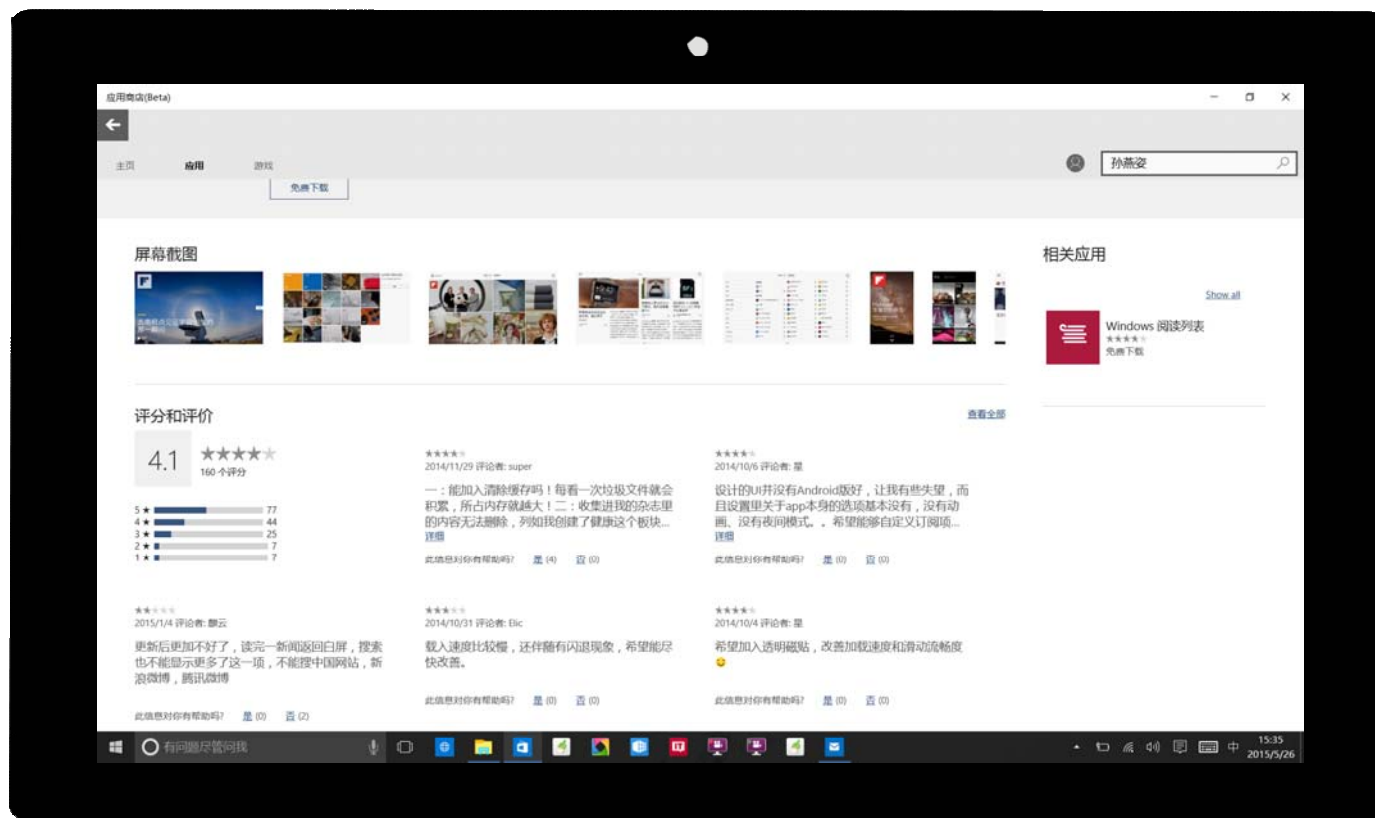 应用商店(Beta)
主页 应用 游戏
孙燕姿
免费下载
屏幕截图
相关应用
Show all
Windows 阅读列表
免费下载
评分和评价
查看全部
4.1
160 个评分
5 77
4 44
3 25
2 7
1 7
2014/11/29 评论者: super
一：能加入清除缓存吗！每看一次垃圾文件就会
积累，所占内存就越大！二：收集进我的杂志里
的内容无法删除，列如我创建了健康这个板块...
详细
此信息对你有帮助吗? 是 (4) 否 (0)
2014/10/6 评论者: 星
设计的UI并没有Android版好，让我有些失望，而
且设置里关于app本身的选项基本没有，没有动
画、没有夜间模式。。希望能够自定义订阅项...
详细
此信息对你有帮助吗? 是 (0) 否 (0)
2015/1/4 评论者: 翻云
更新后更加不好了，读完一新闻返回白屏，搜索
也不能显示更多了这一项，不能搜中国网站，新
浪微博，腾讯微博
此信息对你有帮助吗? 是 (0) 否 (2)
2014/10/31 评论者: Elic
载入速度比较慢，还伴随有闪退现象，希望能尽
快改善。
此信息对你有帮助吗? 是 (0) 否 (0)
2014/10/4 评论者: 星
希望加入透明磁贴，改善加载速度和滑动流畅度
此信息对你有帮助吗? 是 (0) 否 (0)
有问题尽管问我
中
15:35
2015/5/26